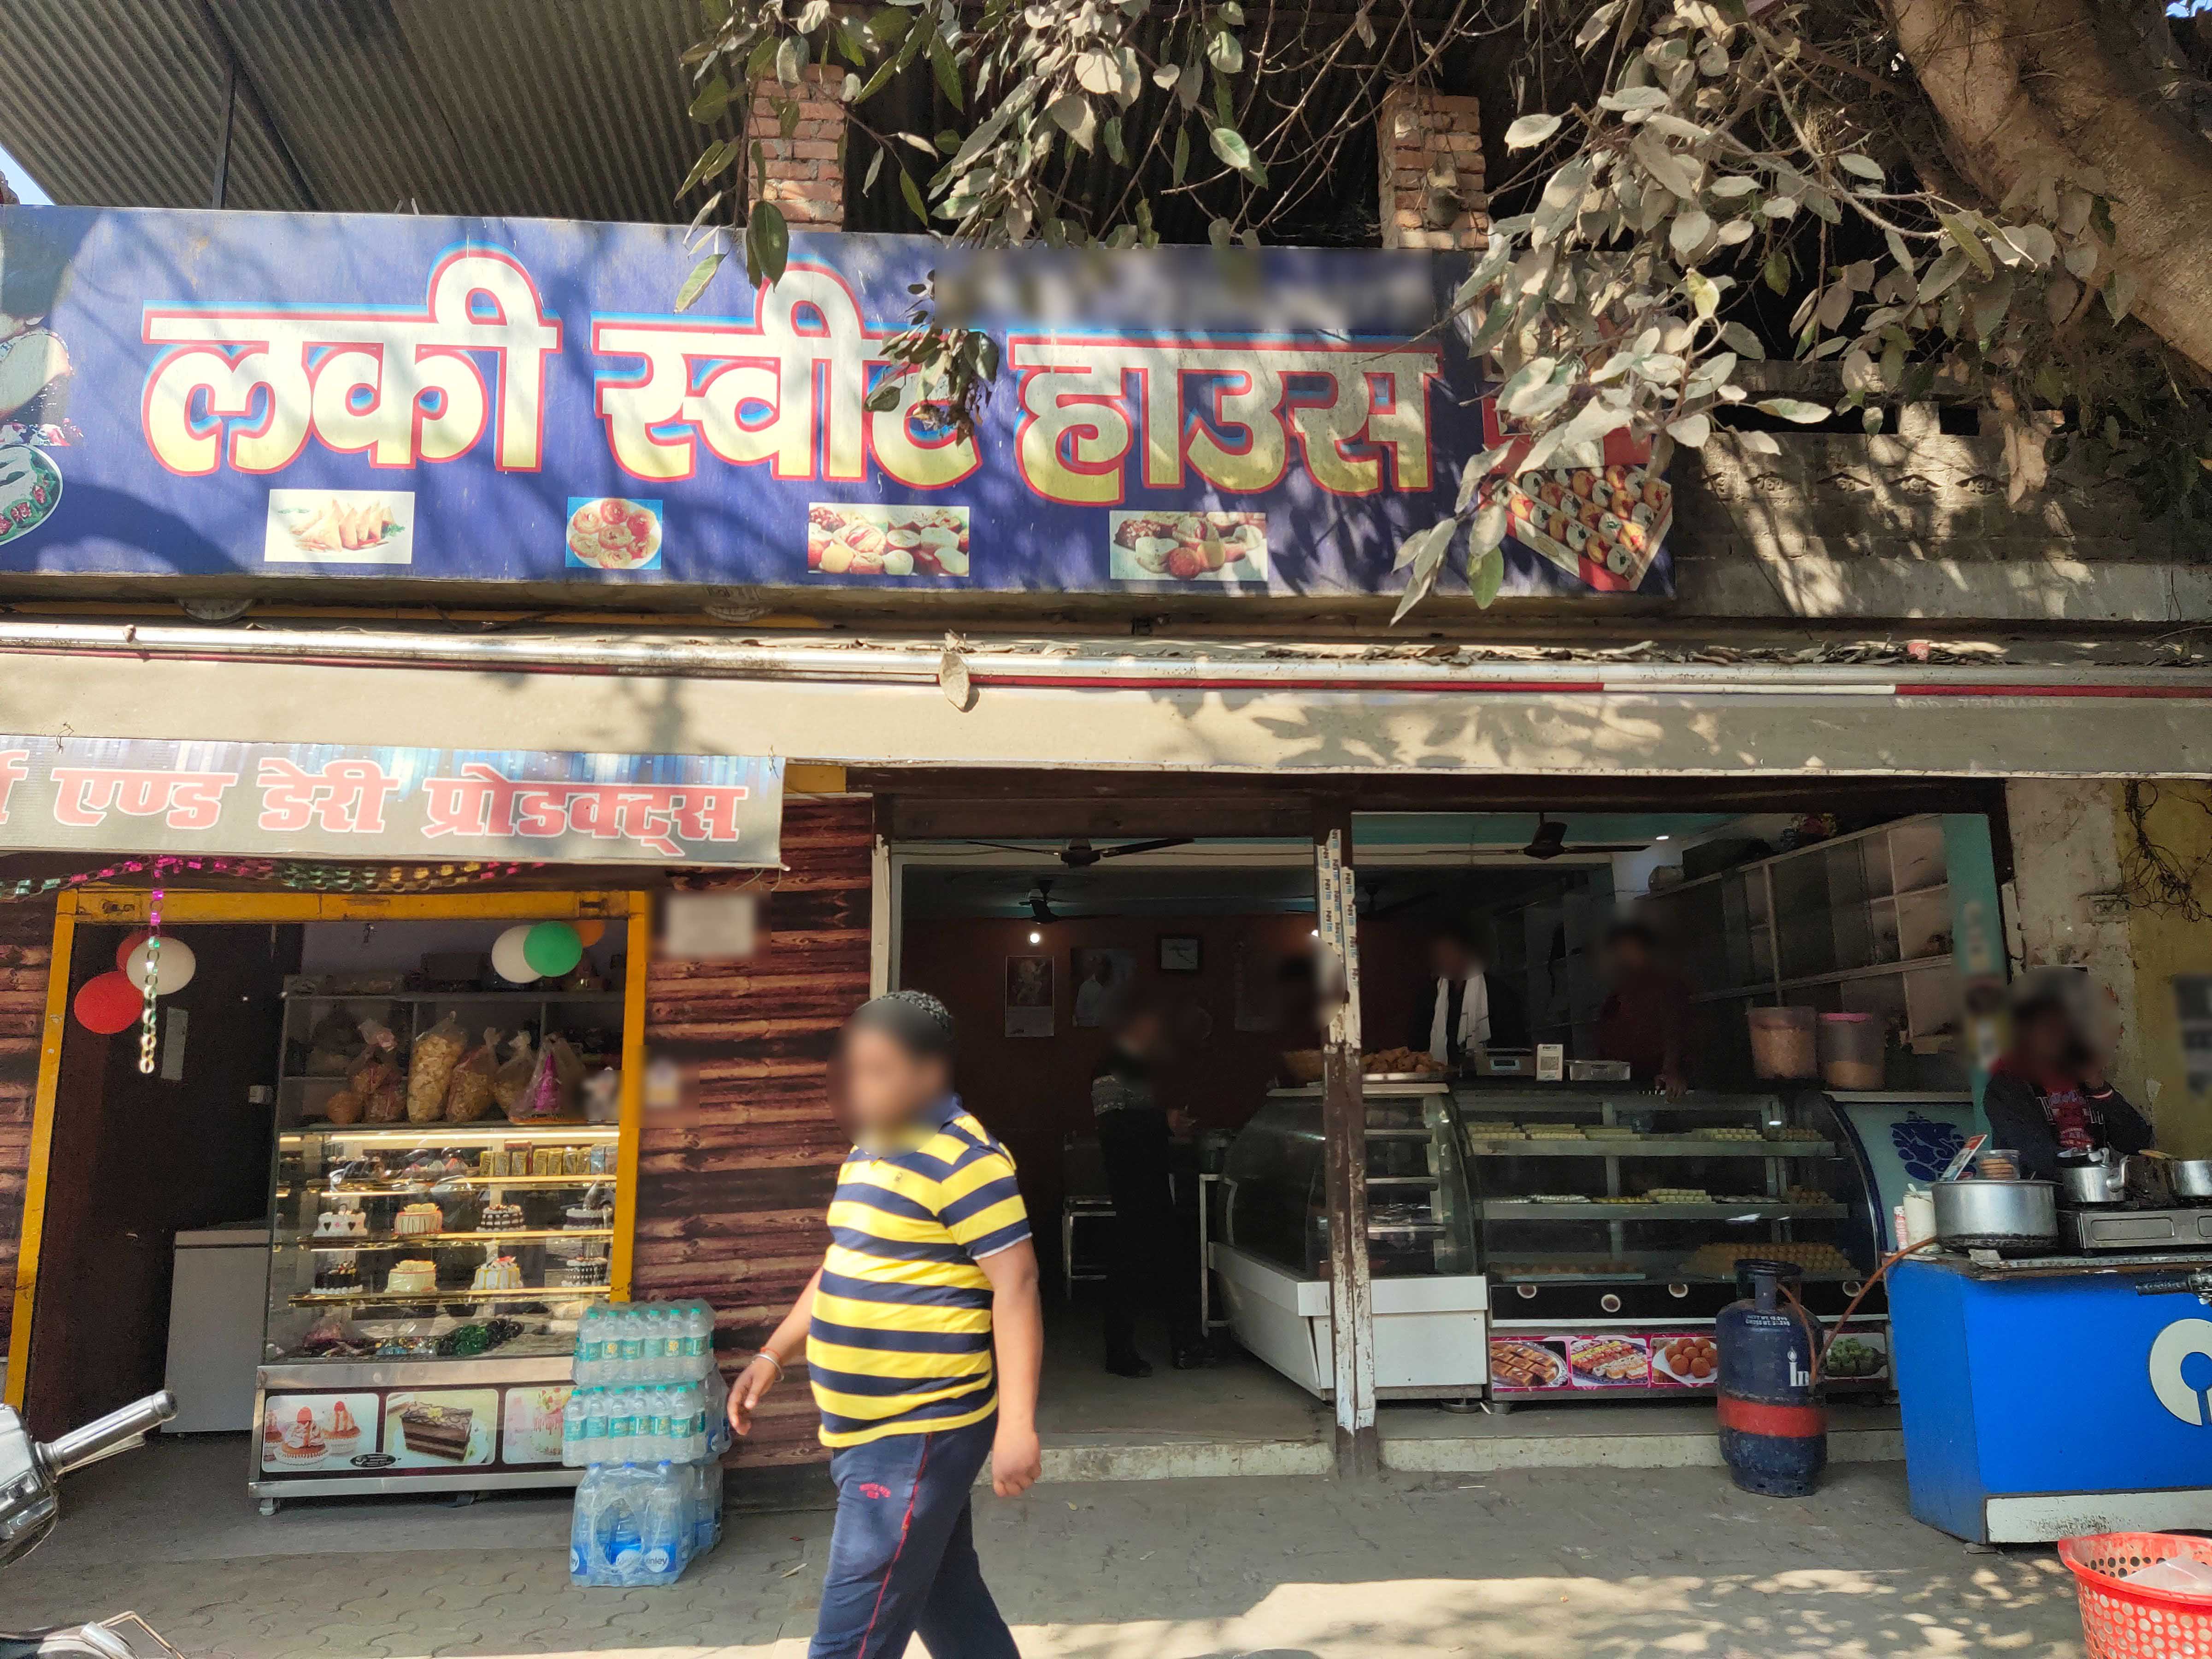 लकी स्वीट हाउस
एण्ड डेरी प्रोडक्ट्स